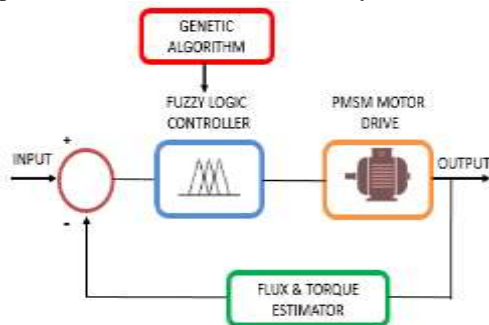 GENETIC
ALGORITHM
FUZZY LOGIC
CONTROLLER
PMSM MOTOR
DRIVE
+
INPUT
OUTPUT
-
FLUX & TORQUE
ESTIMATOR